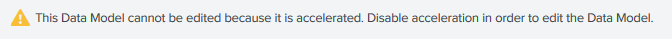 This Data Model cannot be edited because it is accelerated. Disable acceleration in order to edit the Data Model.